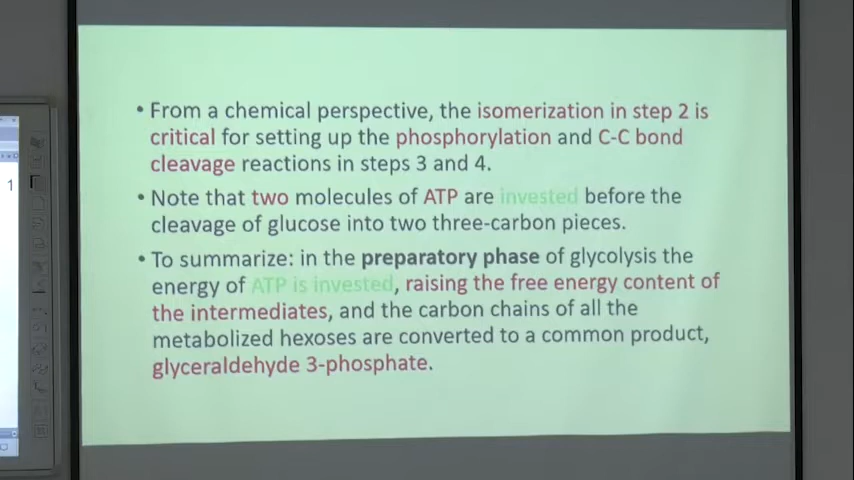 • From a chemical perspective, the isomerization in step 2 is
critical for setting up the phosphorylation and C-C bond
cleavage reactions in steps 3 and 4.
• Note that two molecules of ATP are invested before the
cleavage of glucose into two three-carbon pieces.
• To summarize: in the preparatory phase of glycolysis the
energy of ATP is invested, raising the free energy content of
the intermediates, and the carbon chains of all the
metabolized hexoses are converted to a common product,
glyceraldehyde 3-phosphate.
1